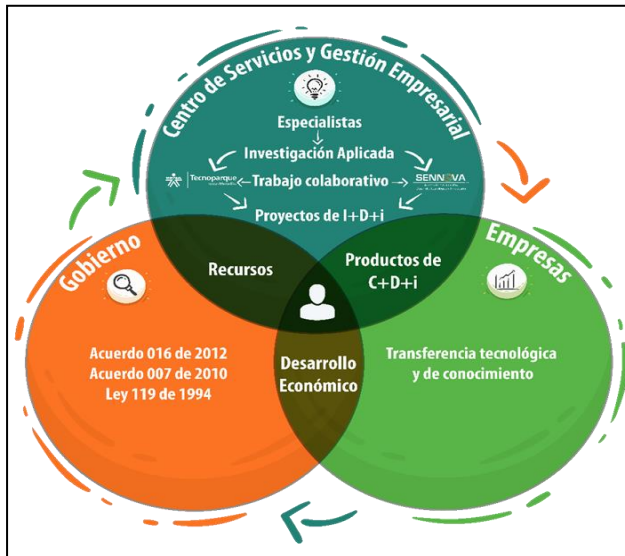 Centro de Servicios y Gestión Empresarial
Especialistas
Investigación Aplicada
Tecnoparque
Trabajo colaborativo
SENNOVA
Proyectos de I+D+i
Gobierno
Recursos
Productos de
C+D+i
Empresas
Acuerdo 016 de 2012
Acuerdo 007 de 2010
Ley 119 de 1994
Desarrollo
Económico
Transferencia tecnológica
y de conocimiento